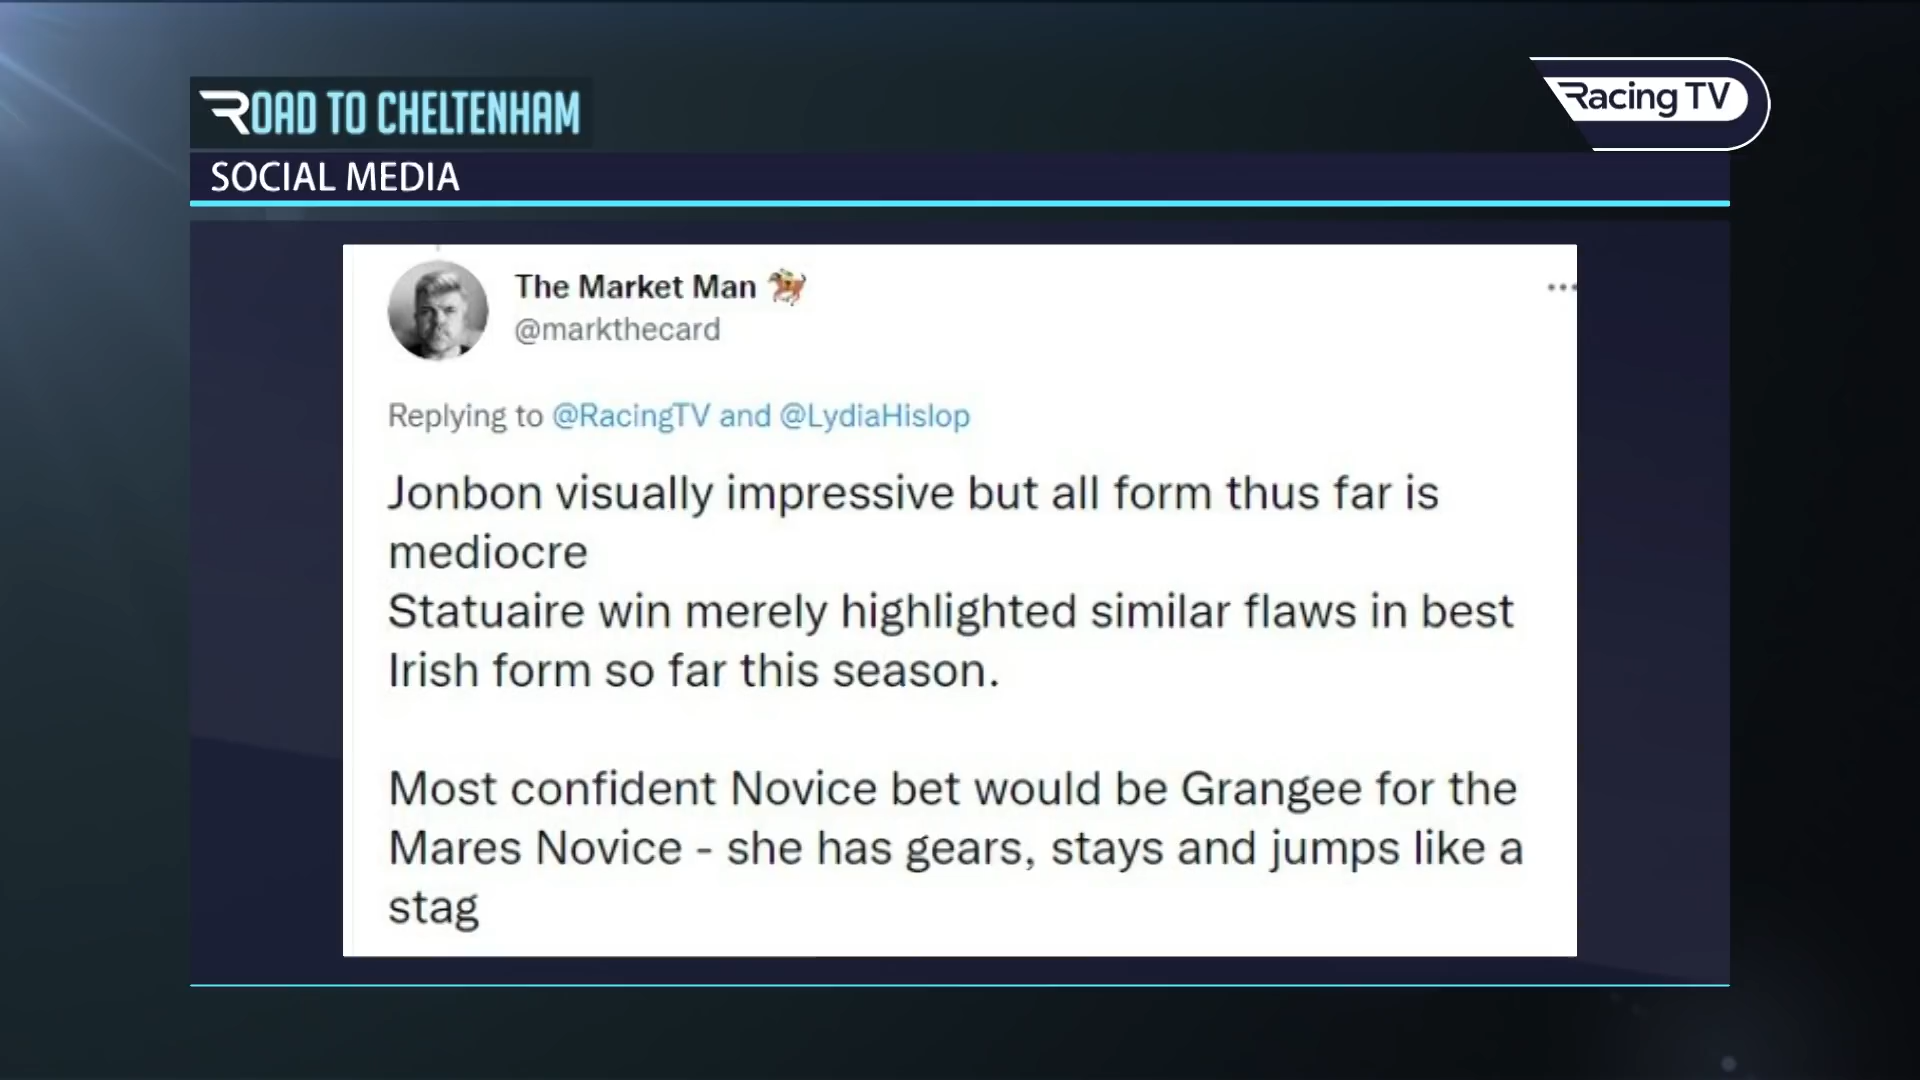 ROAD TO CHELTENHAM
Racing TV
SOCIAL MEDIA
The Market Man 🏇
@markthecard
Replying to @RacingTV and @LydiaHislop
Jonbon visually impressive but all form thus far is
mediocre
Statuaire win merely highlighted similar flaws in best
Irish form so far this season.
Most confident Novice bet would be Grangee for the
Mares Novice - she has gears, stays and jumps like a
stag